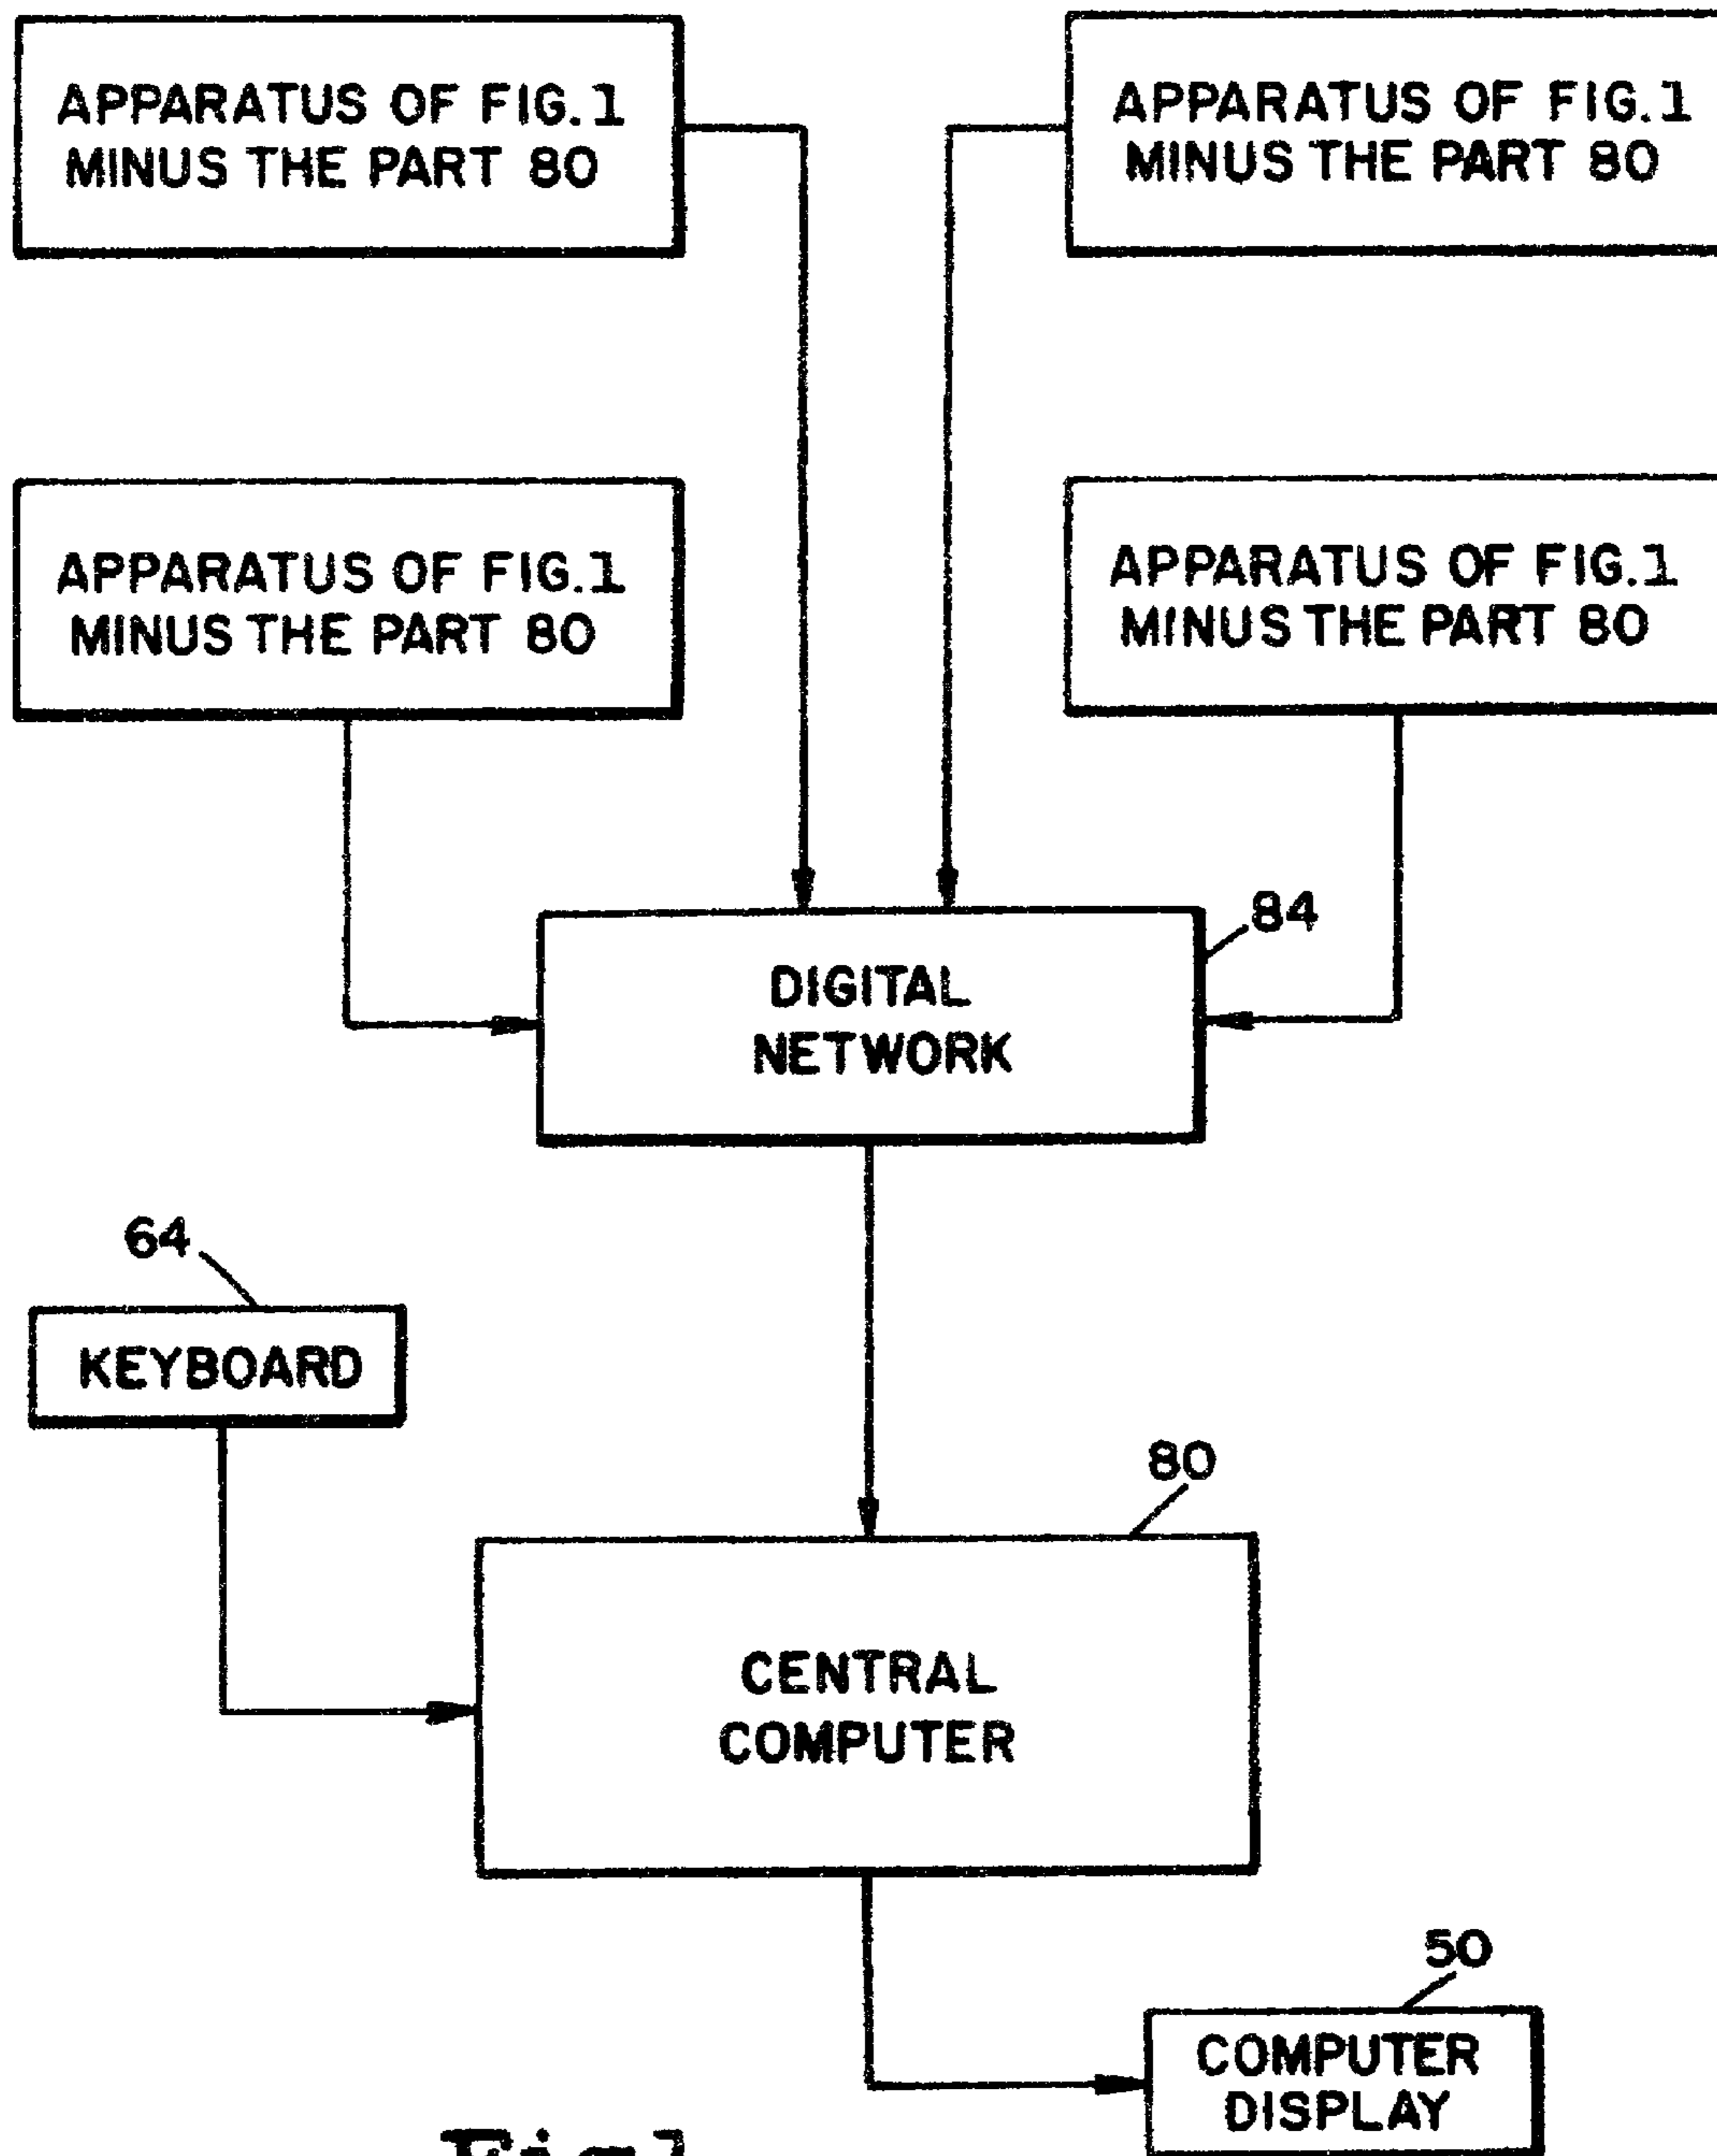 APPARATUS OF FIG.1
MINUS THE PART 80
APPARATUS OF FIG.1
MINUS THE PART 80
APPARATUS OF FIG.1
MINUS THE PART 80
APPARATUS OF FIG.1
MINUS THE PART 80
84
DIGITAL
NETWORK
64
KEYBOARD
80
CENTRAL
COMPUTER
50
COMPUTER
DISPLAY